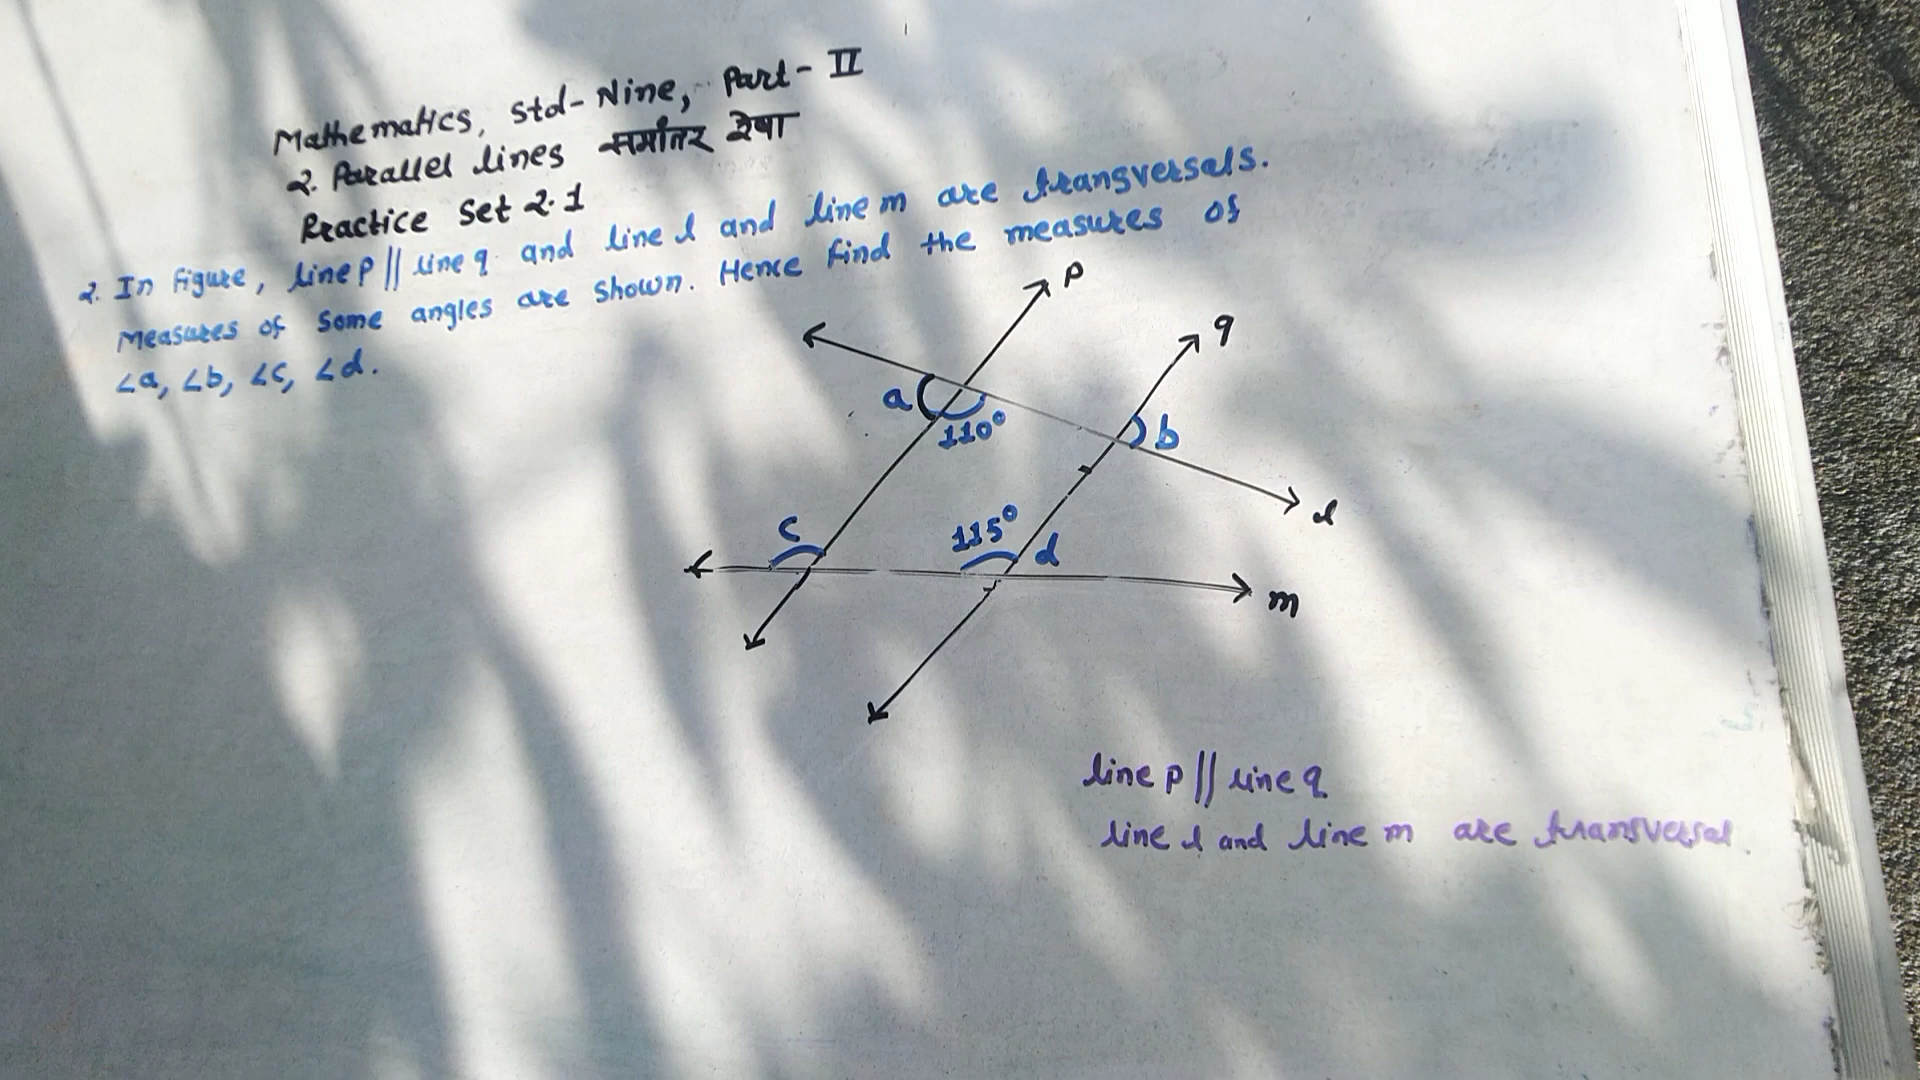 Mathematics, Std-Nine, Part-II
2. Parallel lines समांतर रेषा
Practice Set 2.1
2. In figure, line p || line q and line l and line m are transversals.
Measures of some angles are shown. Hence find the measures of
∠a, ∠b, ∠c, ∠d.
p
q
a
110°
b
l
c
115°
d
m
line p || line q
line l and line m are transversal.